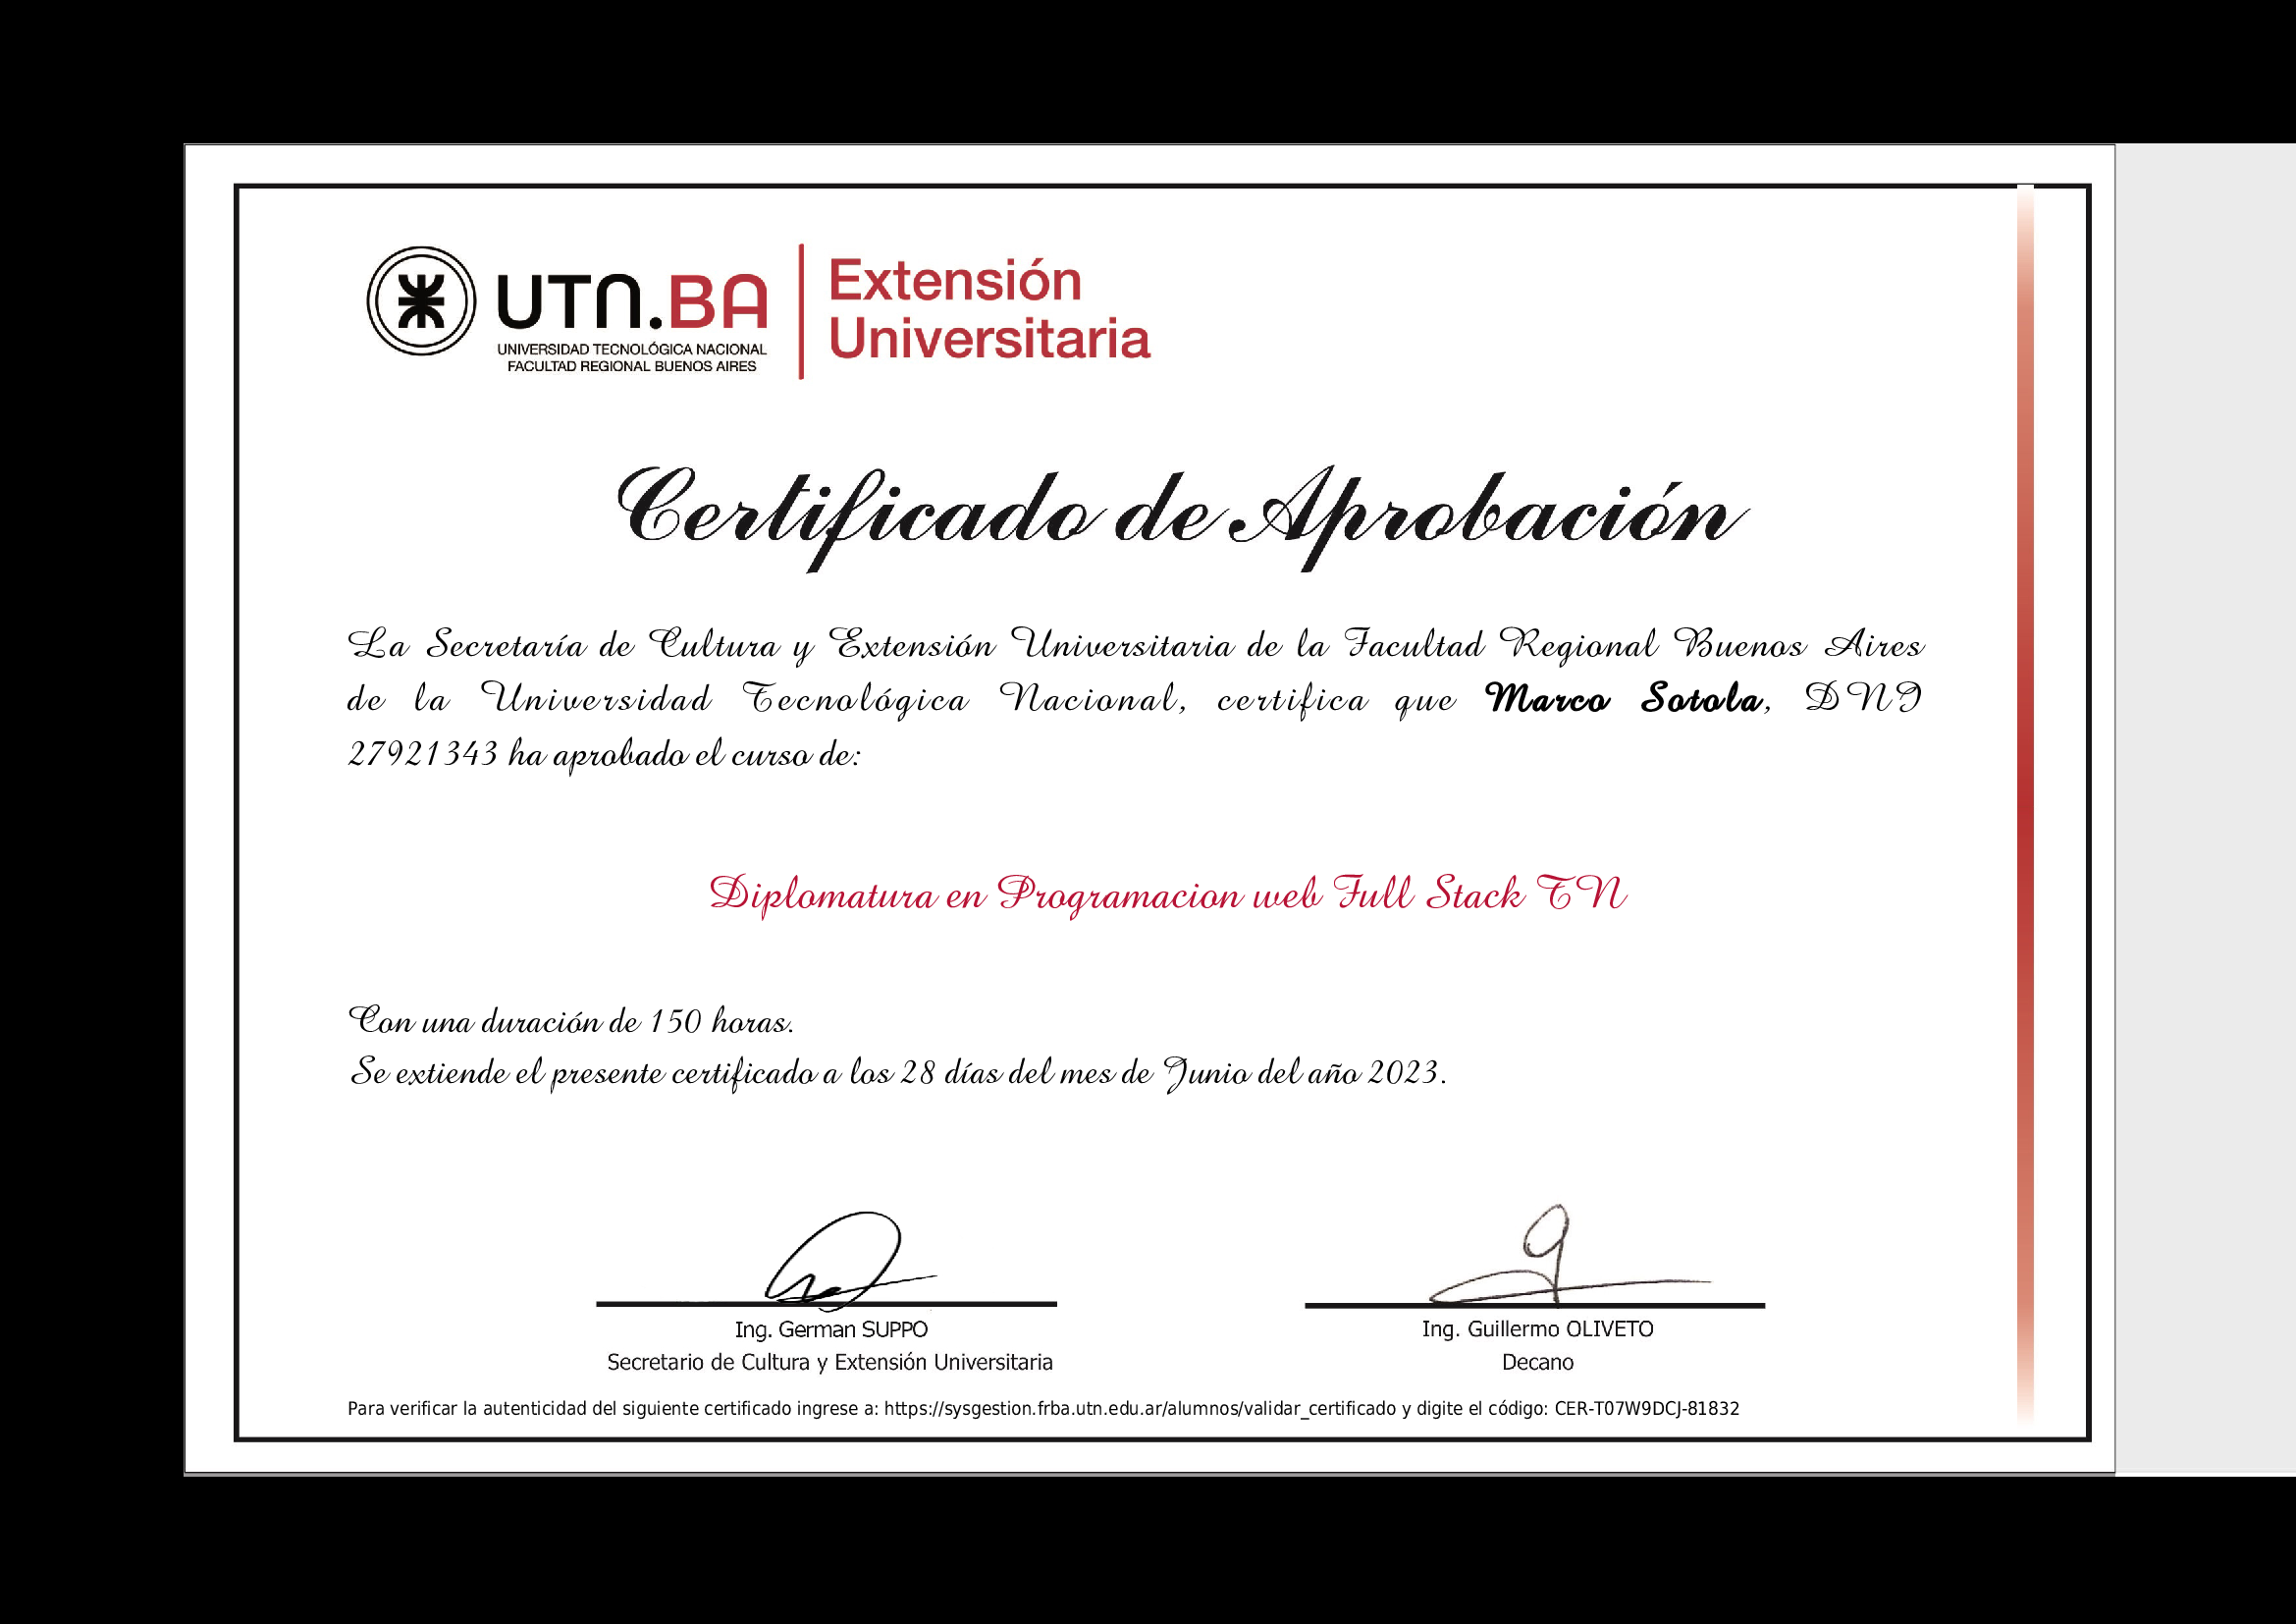 UTN.BA
UNIVERSIDAD TECNOLÓGICA NACIONAL
FACULTAD REGIONAL BUENOS AIRES
Extensión
Universitaria
Certificado de Aprobación
La Secretaría de Cultura y Extensión Universitaria de la Facultad Regional Buenos Aires
de la Universidad Tecnológica Nacional, certifica que Marco Sotola, DNI
27921343 ha aprobado el curso de:
Diplomatura en Programacion web Full Stack TN
Con una duración de 150 horas.
Se extiende el presente certificado a los 28 días del mes de Junio del año 2023.
Ing. German SUPPO
Secretario de Cultura y Extensión Universitaria
Ing. Guillermo OLIVETO
Decano
Para verificar la autenticidad del siguiente certificado ingrese a: https://sysgestion.frba.utn.edu.ar/alumnos/validar_certificado y digite el código: CER-T07W9DCJ-81832